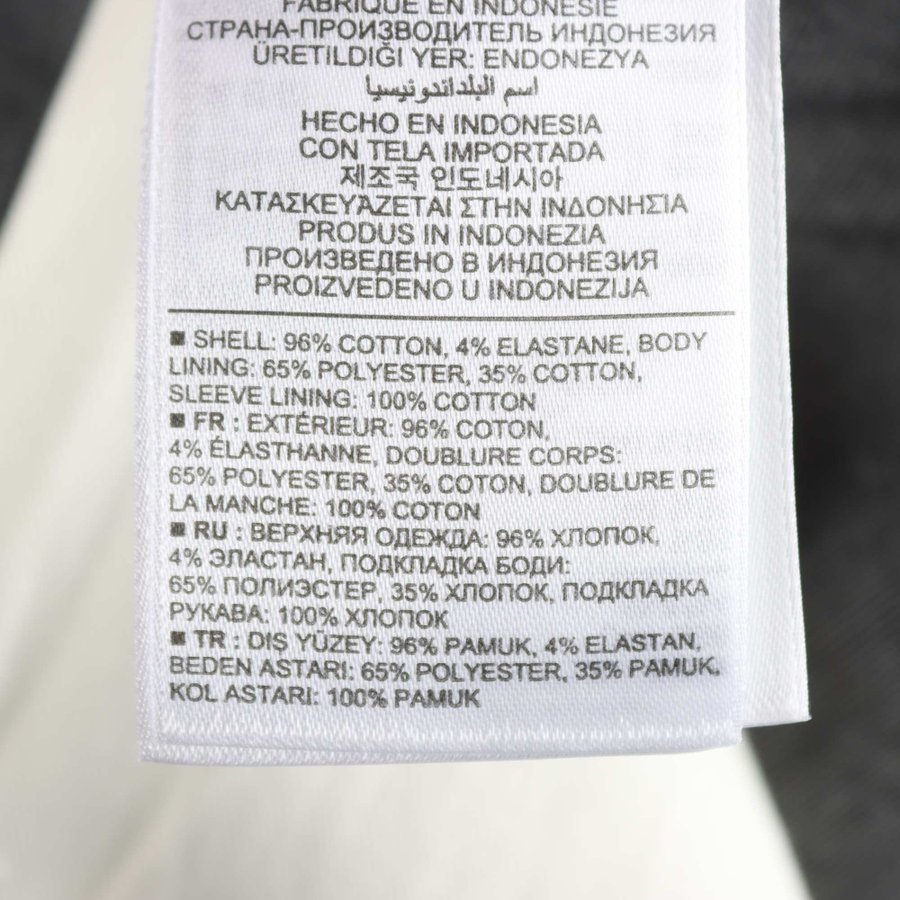 FABRIQUÉ EN INDONÉSIE
СТРАНА-ПРОИЗВОДИТЕЛЬ ИНДОНЕЗИЯ
ÜRETILDIĞI YER: ENDONEZYA
اسم البلداندونيسيا
HECHO EN INDONESIA
CON TELA IMPORTADA
제조국 인도네시아
ΚΑΤΑΣΚΕΥΆΖΕΤΑΙ ΣΤΗΝ ΙΝΔΟΝΗΣΙΑ
PRODUS IN INDONEZIA
ПРОИЗВЕДЕНО В ИНДОНЕЗИЯ
PROIZVEDENO U INDONEZIJA
■ SHELL: 96% COTTON, 4% ELASTANE, BODY
LINING: 65% POLYESTER, 35% COTTON,
SLEEVE LINING: 100% COTTON
■ FR : EXTÉRIEUR: 96% COTON,
4% ÉLASTHANNE, DOUBLURE CORPS:
65% POLYESTER, 35% COTON, DOUBLURE DE
LA MANCHE: 100% COTON
■ RU : ВЕРХНЯЯ ОДЕЖДА: 96% ХЛОПОК,
4% ЭЛАСТАН, ПОДКЛАДКА БОДИ:
65% ПОЛИЭСТЕР, 35% ХЛОПОК, ПОДКЛАДКА
РУКАВА: 100% ХЛОПОК
■ TR : DIŞ YÜZEY: 96% PAMUK, 4% ELASTAN,
BEDEN ASTARI: 65% POLYESTER, 35% PAMUK,
KOL ASTARI: 100% PAMUK